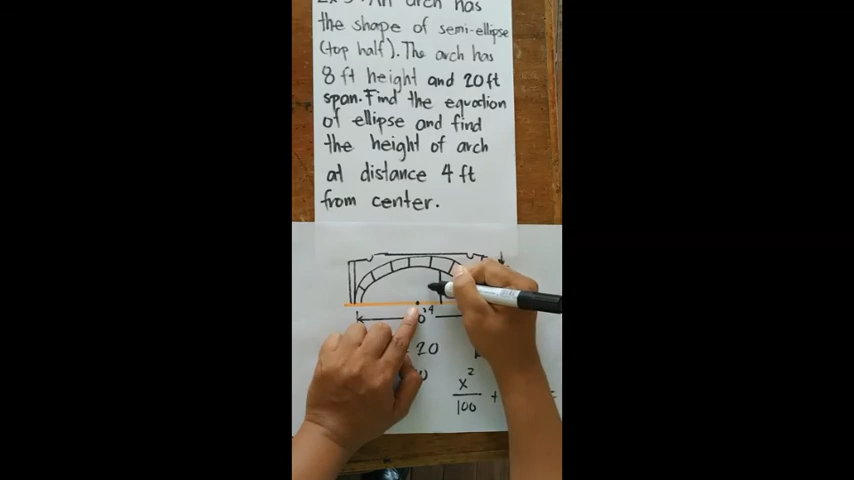 arch has
the shape of semi-ellipse
(top half). The arch has
8 ft height and 20 ft
span. Find the equation
of ellipse and find
the height of arch
at distance 4 ft
from center.
4
20
x²
100
+